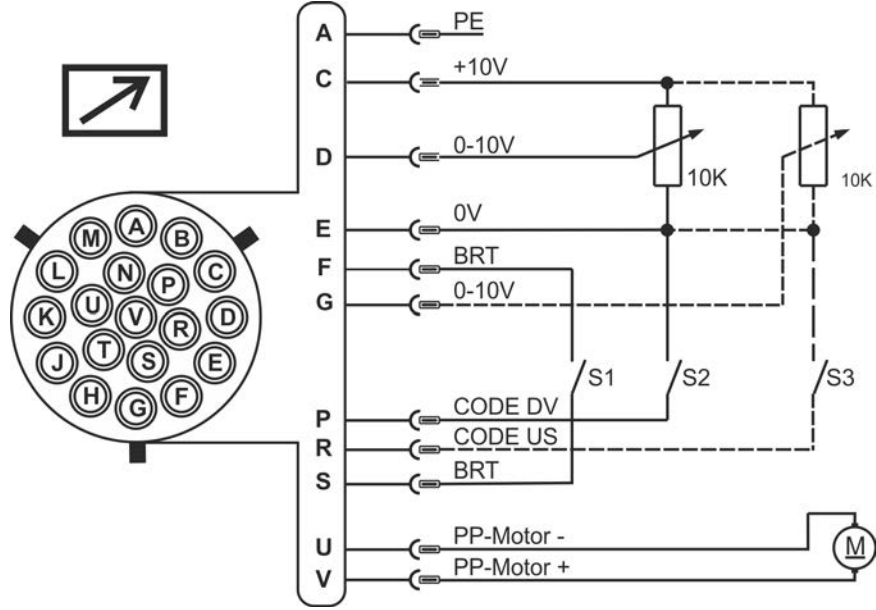 A PE
C +10V
D 0-10V
10K 10K
E 0V
F BRT
G 0-10V
S1 S2 S3
P CODE DV
R CODE US
S BRT
U PP-Motor -
V PP-Motor +
M
A
M B
N
L P C
U
K V D
R
T
J S E
H F
G